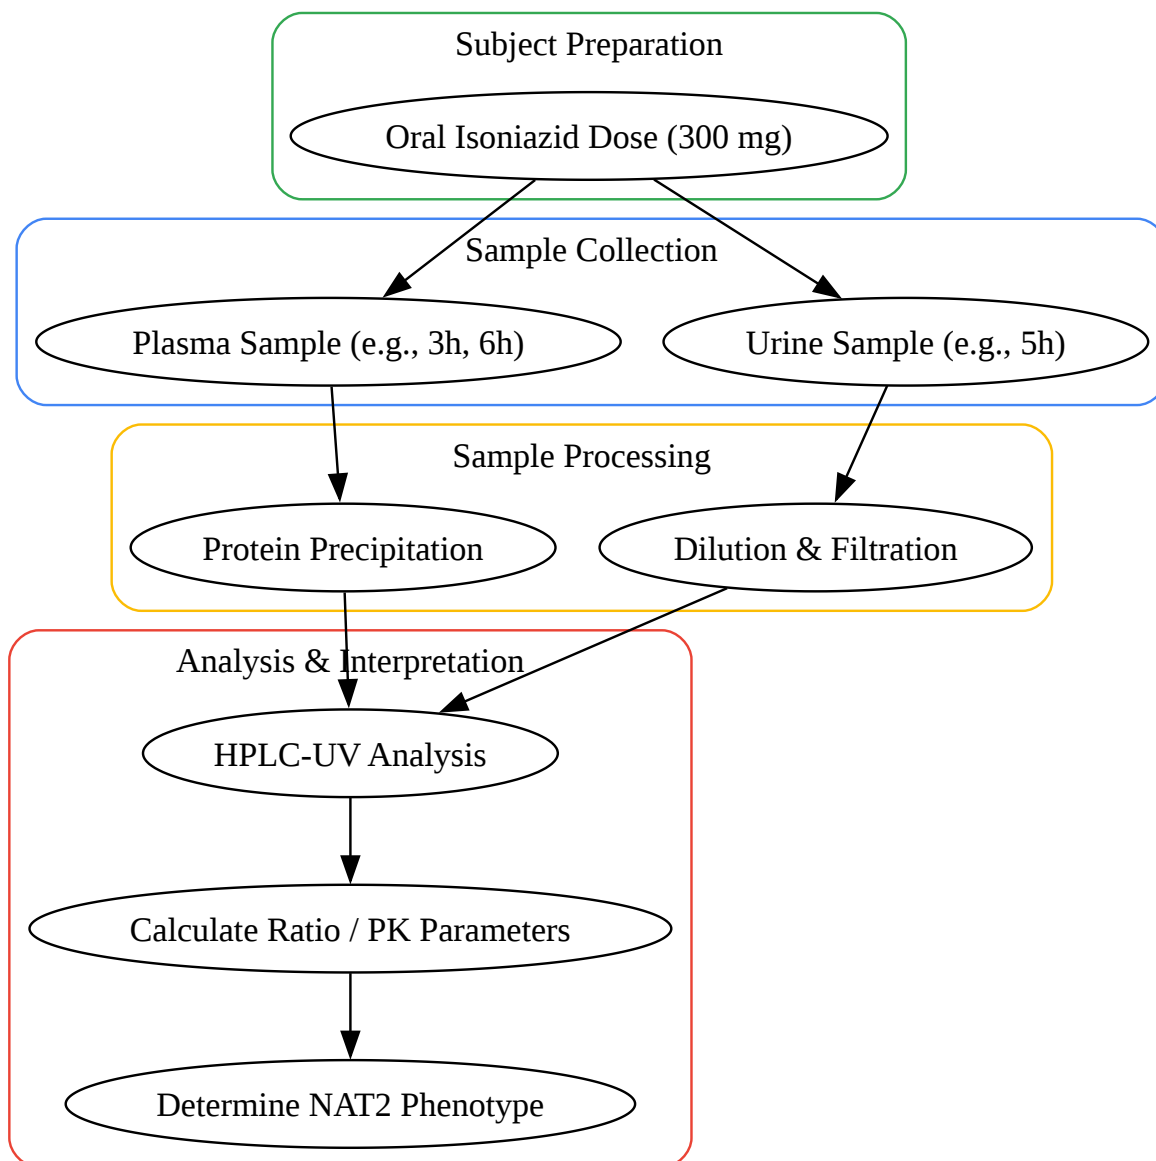 Subject Preparation
Oral Isoniazid Dose (300 mg)
Sample Collection
Plasma Sample (e.g., 3h, 6h)
Urine Sample (e.g., 5h)
Sample Processing
Protein Precipitation
Dilution & Filtration
Analysis & Interpretation
HPLC-UV Analysis
Calculate Ratio / PK Parameters
Determine NAT2 Phenotype